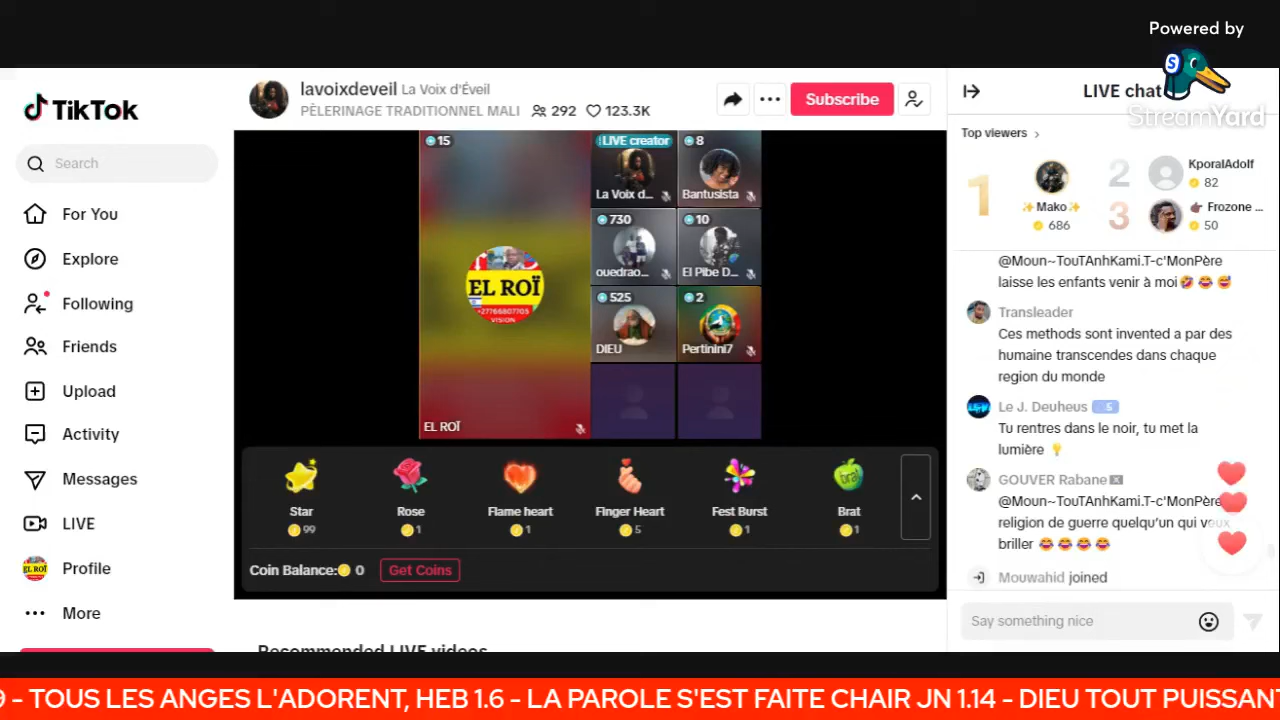 Powered by
StreamYard
TikTok
Search
For You
Explore
Following
Friends
Upload
Activity
Messages
LIVE
Profile
More
lavoixdeveil La Voix d'Éveil
PÈLERINAGE TRADITIONNEL MALI 292 123.3K
Subscribe
15
EL ROÏ
+27766807703
VISION
EL ROÏ
LIVE creator
La Voix d...
8
Bantusista
730
ouedrao...
10
El Pibe D...
525
DIEU
2
Pertinini7
Star
99
Rose
1
Flame heart
1
Finger Heart
5
Fest Burst
1
Brat
1
Coin Balance: 0
Get Coins
Recommended LIVE videos
LIVE chat
Top viewers
1
Mako
686
2
KporalAdolf
82
3
Frozone ...
50
@Moun~TouTAnhKami.T-c'MonPère
laisse les enfants venir à moi
Transleader
Ces methods sont invented a par des
humaine transcendes dans chaque
region du monde
Le J. Deuheus 5
Tu rentres dans le noir, tu met la
lumière
GOUVER Rabane
@Moun~TouTAnhKami.T-c'MonPère
religion de guerre quelqu'un qui veux
briller
Mouwahid joined
Say something nice
9 - TOUS LES ANGES L'ADORENT, HEB 1.6 - LA PAROLE S'EST FAITE CHAIR JN 1.14 - DIEU TOUT PUISSANT